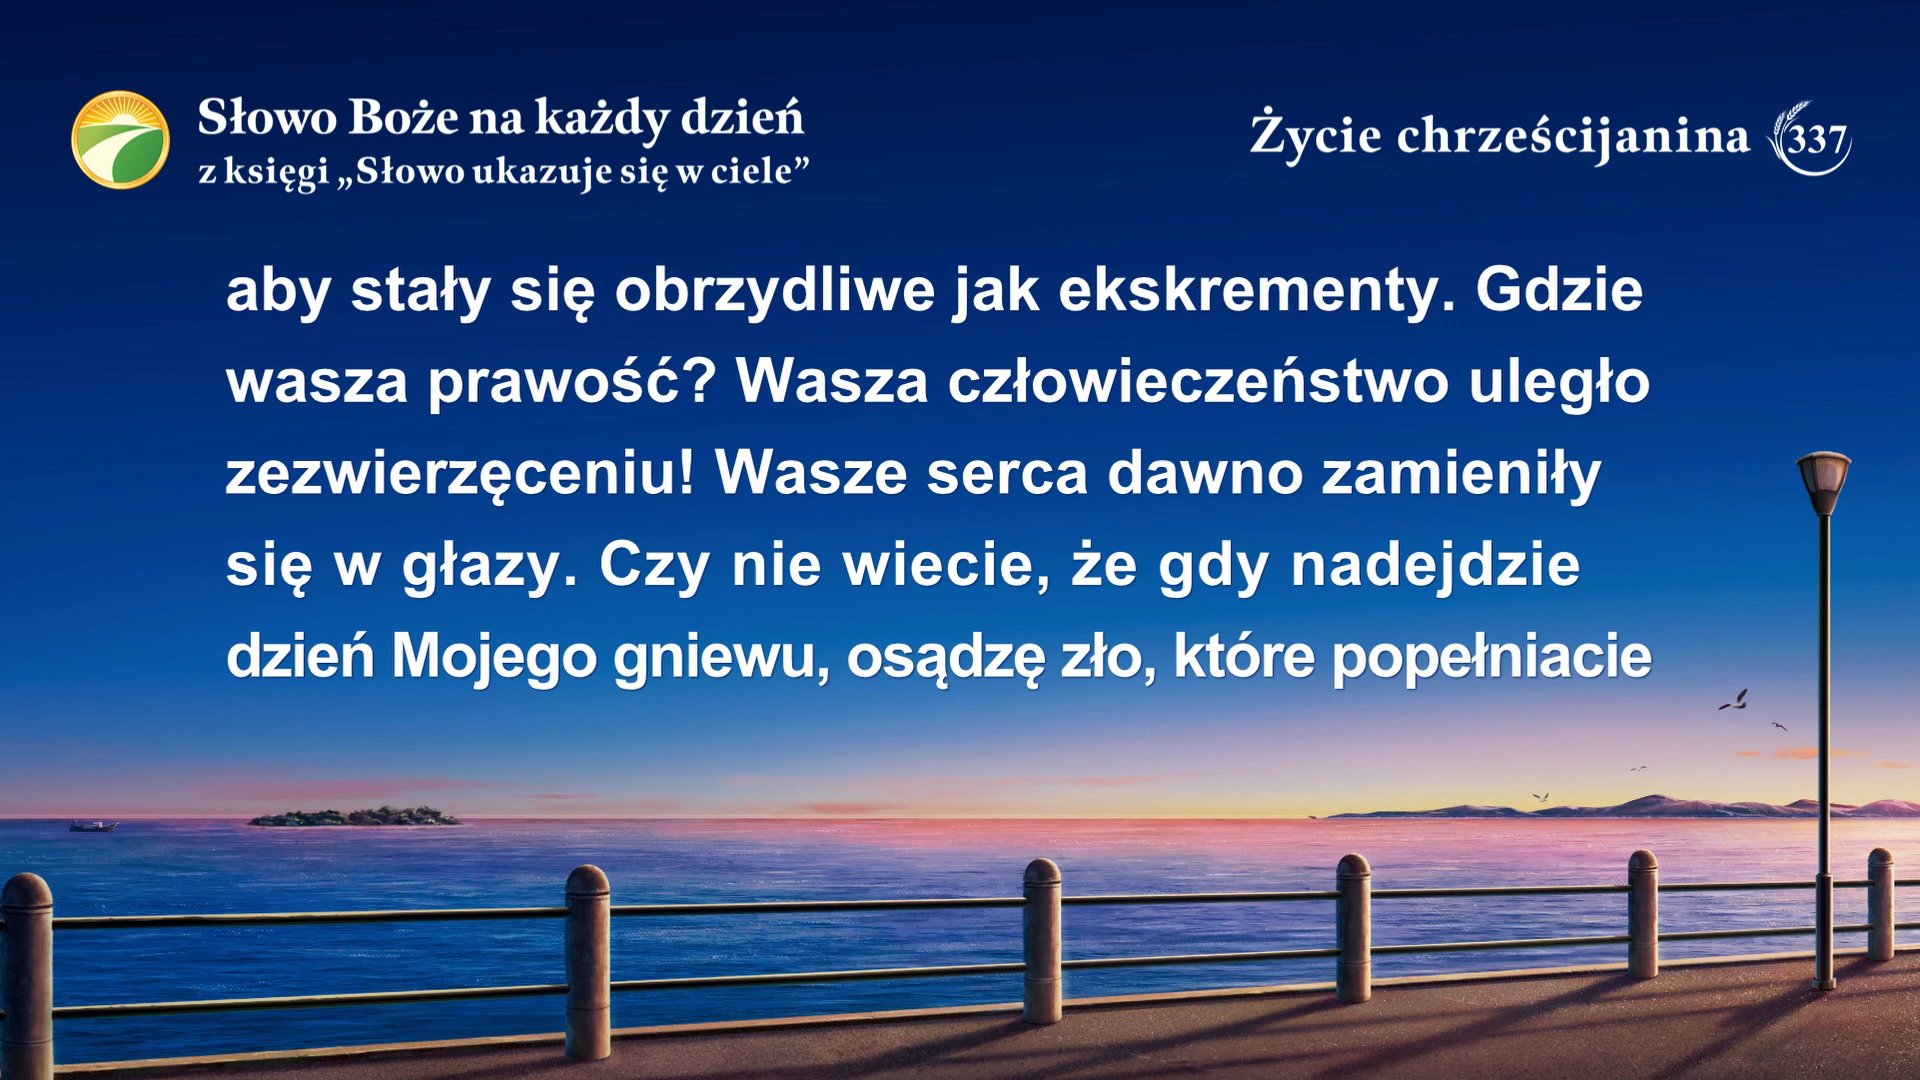 Słowo Boże na każdy dzień
z księgi „Słowo ukazuje się w ciele”
Życie chrześcijanina 337
aby stały się obrzydliwe jak ekskrementy. Gdzie
wasza prawość? Wasza człowieczeństwo uległo
zezwierzęceniu! Wasze serca dawno zamieniły
się w głazy. Czy nie wiecie, że gdy nadejdzie
dzień Mojego gniewu, osądzę zło, które popełniacie